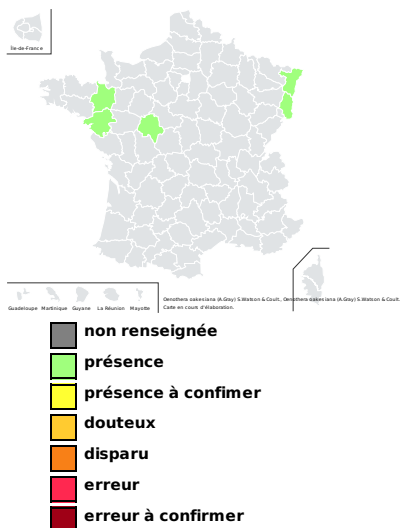 Île-de-France
Guadeloupe Martinique Guyane La Réunion Mayotte
Oenothera oakesiana (A.Gray) S.Watson & Coult., Oenothera oakesiana (A.Gray) S.Watson & Coult.
Carte en cours d'élaboration.
non renseignée
présence
présence à confimer
douteux
disparu
erreur
erreur à confirmer